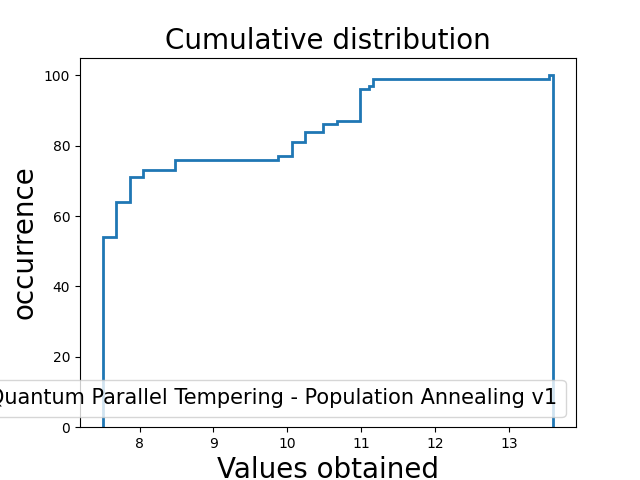 Cumulative distribution
occurrence
100
80
60
40
20
0
Quantum Parallel Tempering - Population Annealing v1
8 9 10 11 12 13
Values obtained